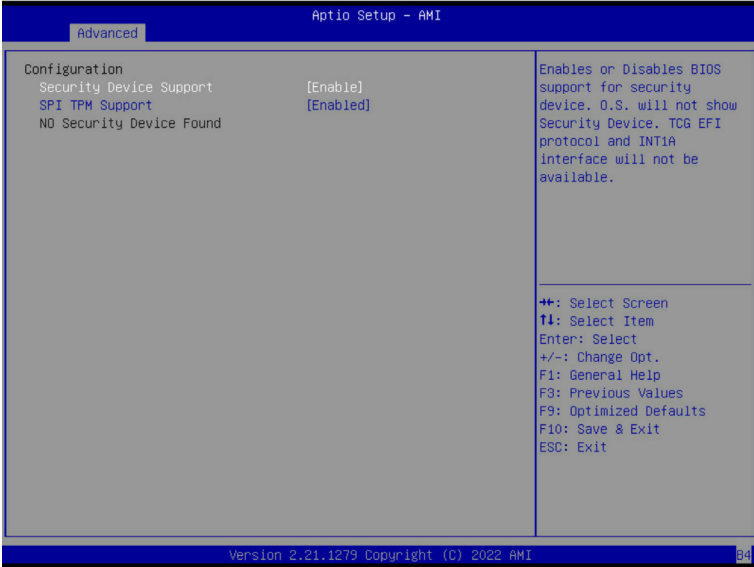 Aptio Setup – AMI
Advanced
Configuration
Security Device Support [Enable]
SPI TPM Support [Enabled]
NO Security Device Found
Enables or Disables BIOS
support for security
device. O.S. will not show
Security Device. TCG EFI
protocol and INT1A
interface will not be
available.
→←: Select Screen
↑↓: Select Item
Enter: Select
+/-: Change Opt.
F1: General Help
F3: Previous Values
F9: Optimized Defaults
F10: Save & Exit
ESC: Exit
Version 2.21.1279 Copyright (C) 2022 AMI
B4